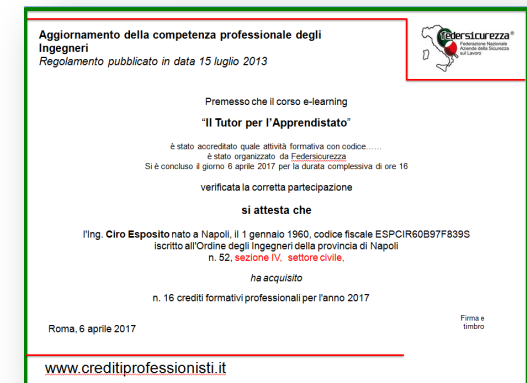 Aggiornamento della competenza professionale degli
Ingegneri
Regolamento pubblicato in data 15 luglio 2013
federsicurezza®
Federazione Nazionale
Aziende della Sicurezza
sul Lavoro
Premesso che il corso e-learning
“Il Tutor per l’Apprendistato”
è stato accreditato quale attività formativa con codice……
è stato organizzato da Federsicurezza
Si è concluso il giorno 6 aprile 2017 per la durata complessiva di ore 16
verificata la corretta partecipazione
si attesta che
l'Ing. Ciro Esposito nato a Napoli, il 1 gennaio 1960, codice fiscale ESPCIR60B97F839S
iscritto all'Ordine degli Ingegneri della provincia di Napoli
n. 52, sezione IV, settore civile,
ha acquisito
n. 16 crediti formativi professionali per l'anno 2017
Firma e
timbro
Roma, 6 aprile 2017
www.creditiprofessionisti.it